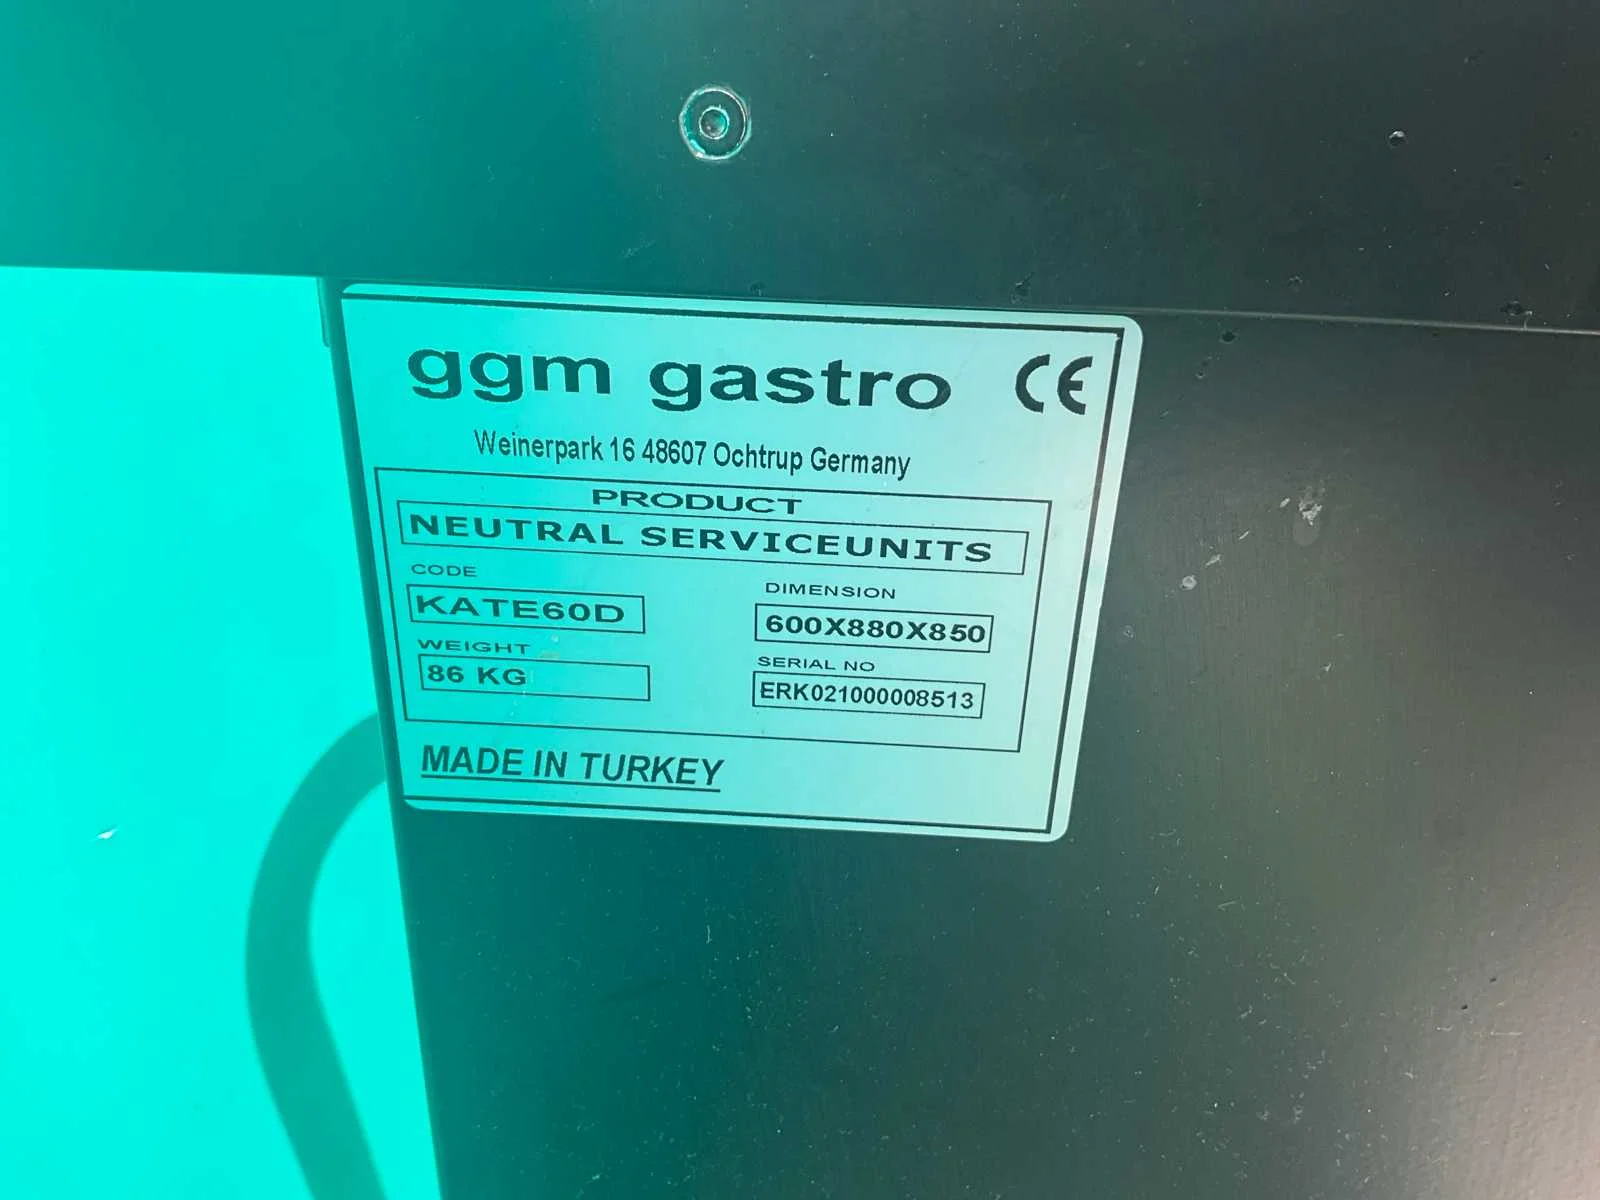 ggm gastro CE
Weinerpark 16 48607 Ochtrup Germany
PRODUCT
NEUTRAL SERVICEUNITS
CODE
KATE60D
DIMENSION
600X880X850
WEIGHT
86 KG
SERIAL NO
ERK021000008513
MADE IN TURKEY